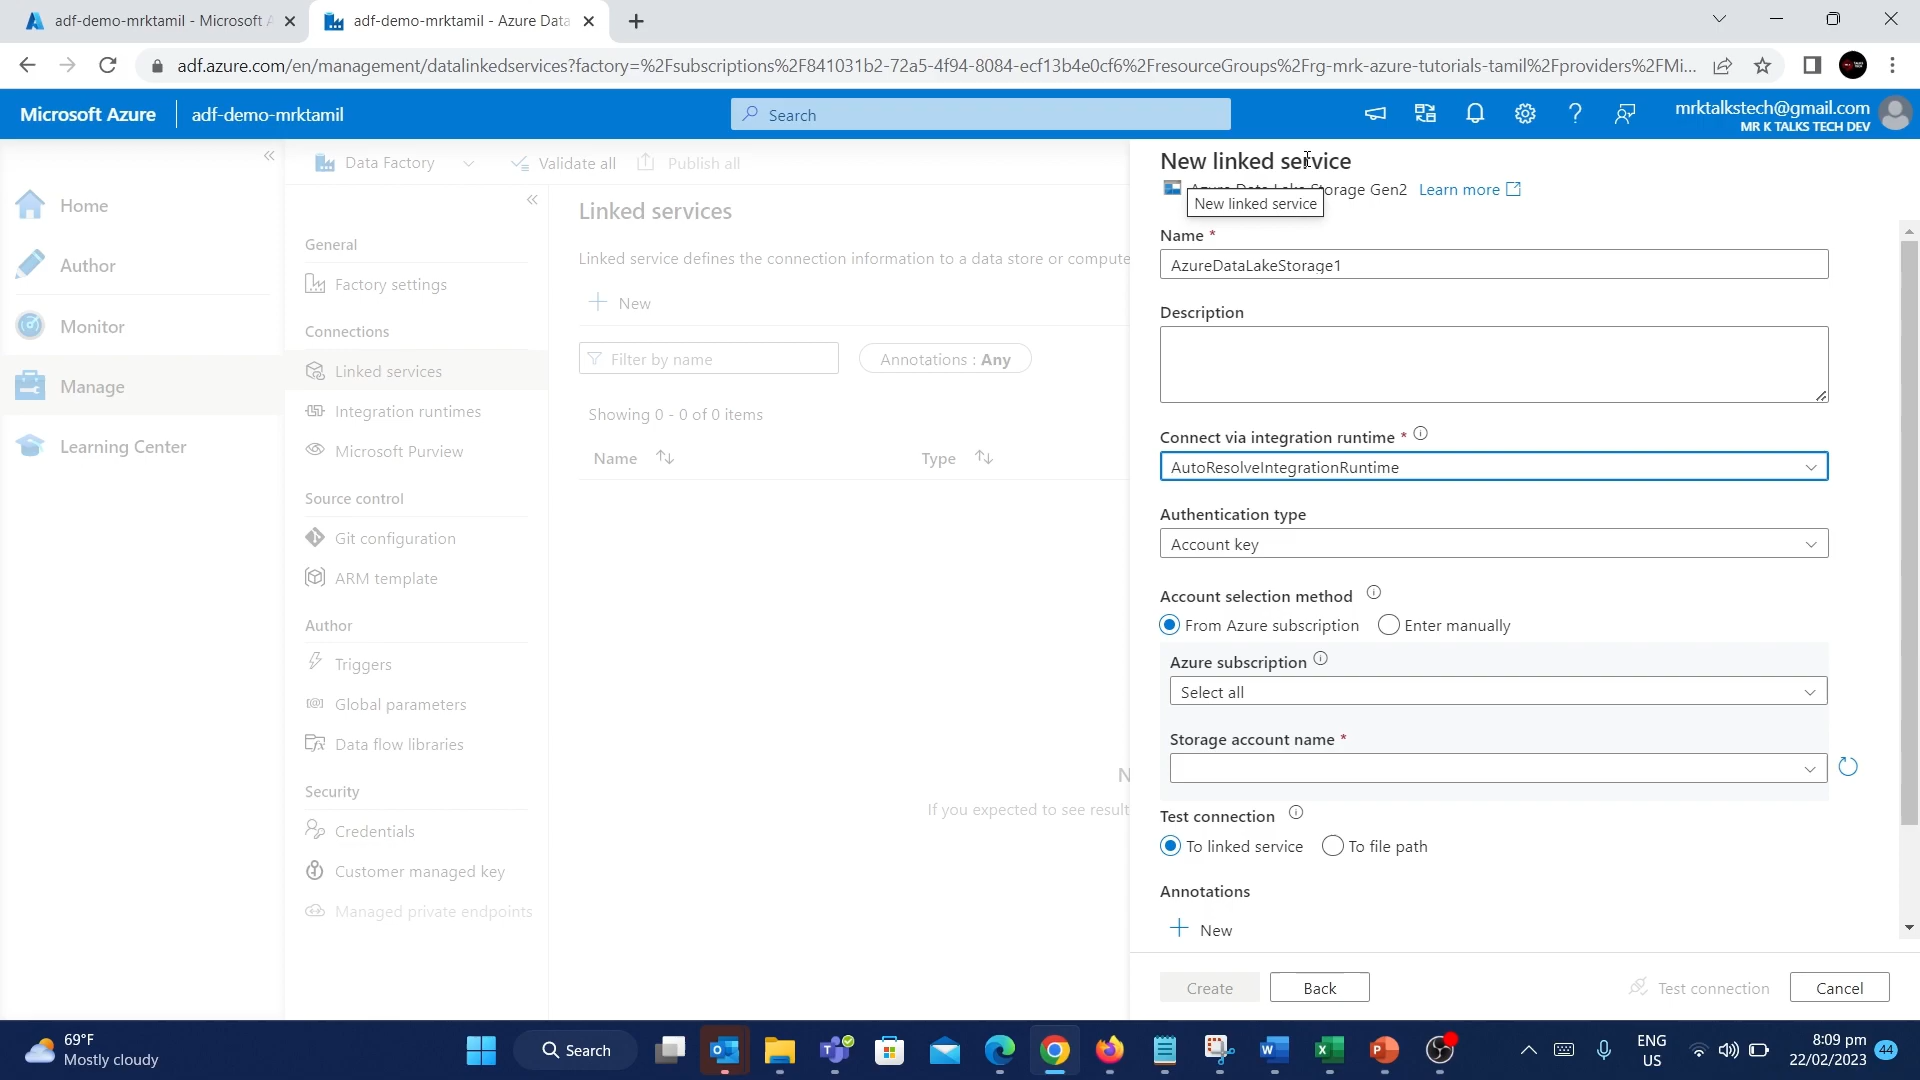 adf-demo-mrktamil - Microsoft A
adf-demo-mrktamil - Azure Data
adf.azure.com/en/management/datalinkedservices?factory=%2Fsubscriptions%2F841031b2-72a5-4f94-8084-ecf13b4e0cf6%2FresourceGroups%2Frg-mrk-azure-tutorials-tamil%2Fproviders%2FMi...
Microsoft Azure
adf-demo-mrktamil
Search
mrktalkstech@gmail.com
MR K TALKS TECH DEV
Home
Author
Monitor
Manage
Learning Center
Data Factory
Validate all
Publish all
General
Factory settings
Connections
Linked services
Integration runtimes
Microsoft Purview
Source control
Git configuration
ARM template
Author
Triggers
Global parameters
Data flow libraries
Security
Credentials
Customer managed key
Managed private endpoints
Linked services
Linked service defines the connection information to a data store or compute
New
Filter by name
Annotations : Any
Showing 0 - 0 of 0 items
Name
Type
N
If you expected to see result
New linked service
Azure Data Lake Storage Gen2 Learn more
New linked service
Name *
AzureDataLakeStorage1
Description
Connect via integration runtime *
AutoResolveIntegrationRuntime
Authentication type
Account key
Account selection method
From Azure subscription
Enter manually
Azure subscription
Select all
Storage account name *
Test connection
To linked service
To file path
Annotations
New
Create
Back
Test connection
Cancel
69°F
Mostly cloudy
Search
ENG
US
8:09 pm
22/02/2023
44